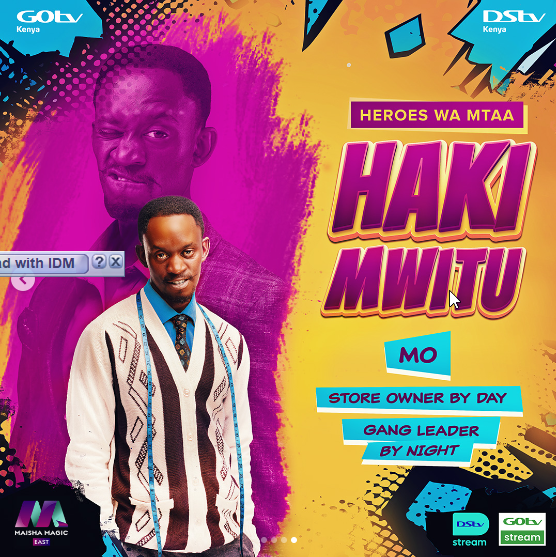 GOtv
Kenya
DStv
Kenya
HEROES WA MTAA
HAKI
MWITU
d with IDM
?
X
MO
STORE OWNER BY DAY
GANG LEADER
BY NIGHT
MAISHA MAGIC
EAST
DStv
stream
GOtv
stream